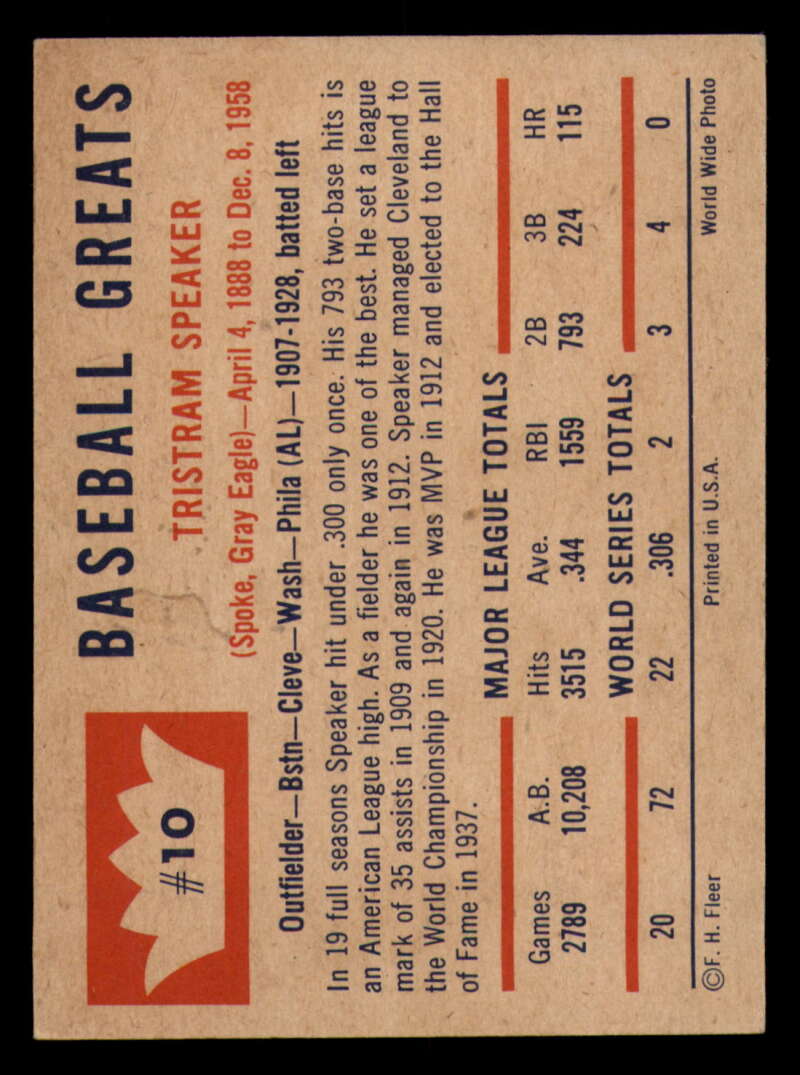 #10
BASEBALL GREATS
TRISTRAM SPEAKER
(Spoke, Gray Eagle)—April 4, 1888 to Dec. 8, 1958
Outfielder—Bstn—Cleve—Wash—Phila (AL)—1907-1928, batted left
In 19 full seasons Speaker hit under .300 only once. His 793 two-base hits is
an American League high. As a fielder he was one of the best. He set a league
mark of 35 assists in 1909 and again in 1912. Speaker managed Cleveland to
the World Championship in 1920. He was MVP in 1912 and elected to the Hall
of Fame in 1937.
MAJOR LEAGUE TOTALS
Games A.B. Hits Ave. RBI 2B 3B HR
2789 10,208 3515 .344 1559 793 224 115
WORLD SERIES TOTALS
20 72 22 .306 2 3 4 0
©F. H. Fleer Printed in U.S.A. World Wide Photo